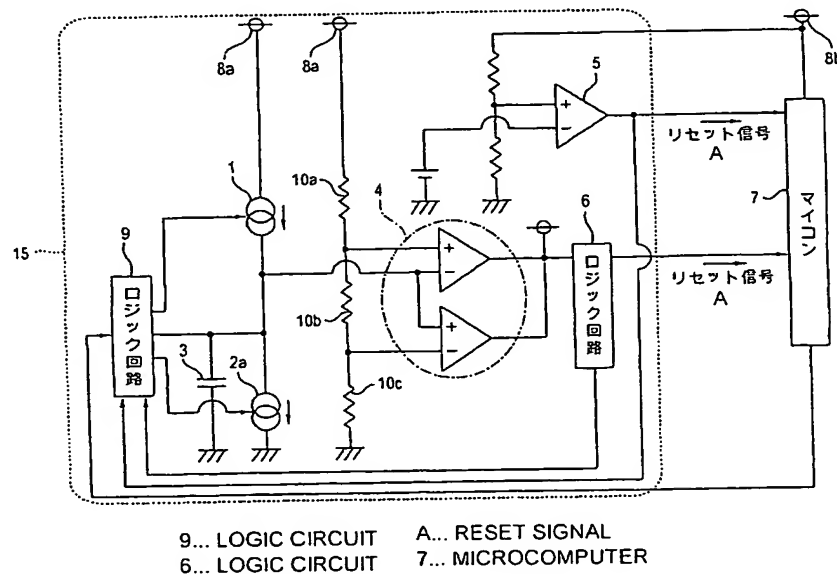 8a
8a
8b
5
リセット信号
A
1
10a
4
6
7
マイコン
15
9
ロジック回路
ロジック回路
リセット信号
A
10b
3
2a
10c
9... LOGIC CIRCUIT
A... RESET SIGNAL
6... LOGIC CIRCUIT
7... MICROCOMPUTER